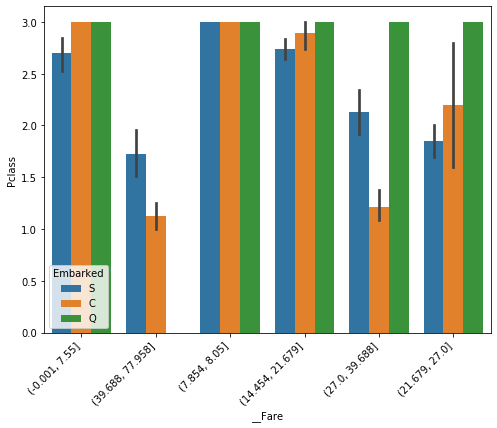 3.0
2.5
2.0
1.5
1.0
0.5
0.0
Pclass
Embarked
S
C
Q
(-0.001, 7.55]
(39.688, 77.958]
(7.854, 8.05]
(14.454, 21.679]
(27.0, 39.688]
(21.679, 27.0]
__Fare